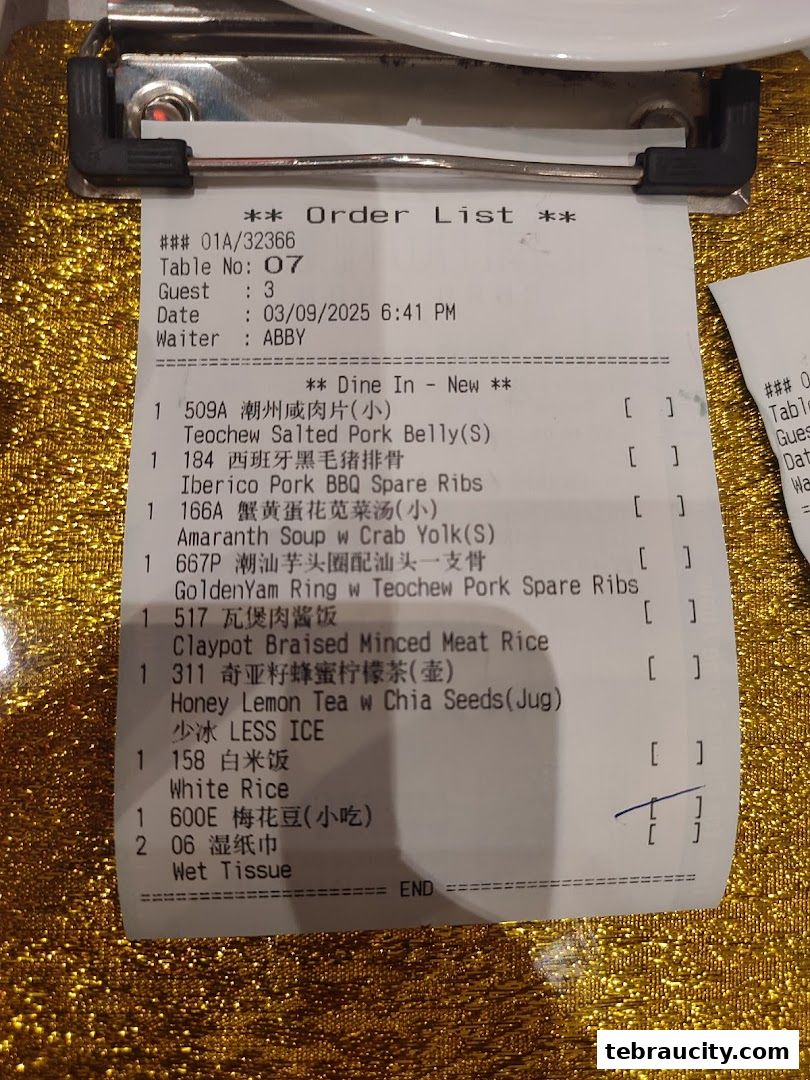 ** Order List **
### 01A/32366
Table No: 07
Guest : 3
Date : 03/09/2025 6:41 PM
Waiter : ABBY
** Dine In - New **
1 509A 潮州咸肉片(小) [ ]
Teochew Salted Pork Belly(S)
1 184 西班牙黑毛猪排骨 [ ]
Iberico Pork BBQ Spare Ribs
1 166A 蟹黄蛋花苋菜汤(小) [ ]
Amaranth Soup w Crab Yolk(S)
1 667P 潮汕芋头圈配汕头一支骨 [ ]
GoldenYam Ring w Teochew Pork Spare Ribs
1 517 瓦煲肉酱饭 [ ]
Claypot Braised Minced Meat Rice
1 311 奇亚籽蜂蜜柠檬茶(壶) [ ]
Honey Lemon Tea w Chia Seeds(Jug)
少冰 LESS ICE
1 158 白米饭 [ ]
White Rice
1 600E 梅花豆(小吃) [ ]
2 06 湿纸巾 [ ]
Wet Tissue
==================== END ====================
### 0
Tabl
Gues
Dat
Wa
tebraucity.com